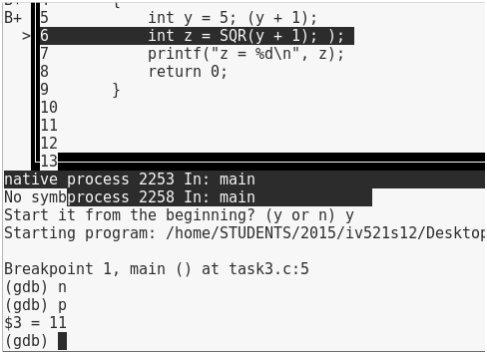 B+ 5 int y = 5; (y + 1);
>6 int z = SQR(y + 1); );
7 printf("z = %d\n", z);
8 return 0;
9 }
10
11
12
13
native process 2253 In: main
No symbprocess 2258 In: main
Start it from the beginning? (y or n) y
Starting program: /home/STUDENTS/2015/iv521s12/Desktop
Breakpoint 1, main () at task3.c:5
(gdb) n
(gdb) p
$3 = 11
(gdb)